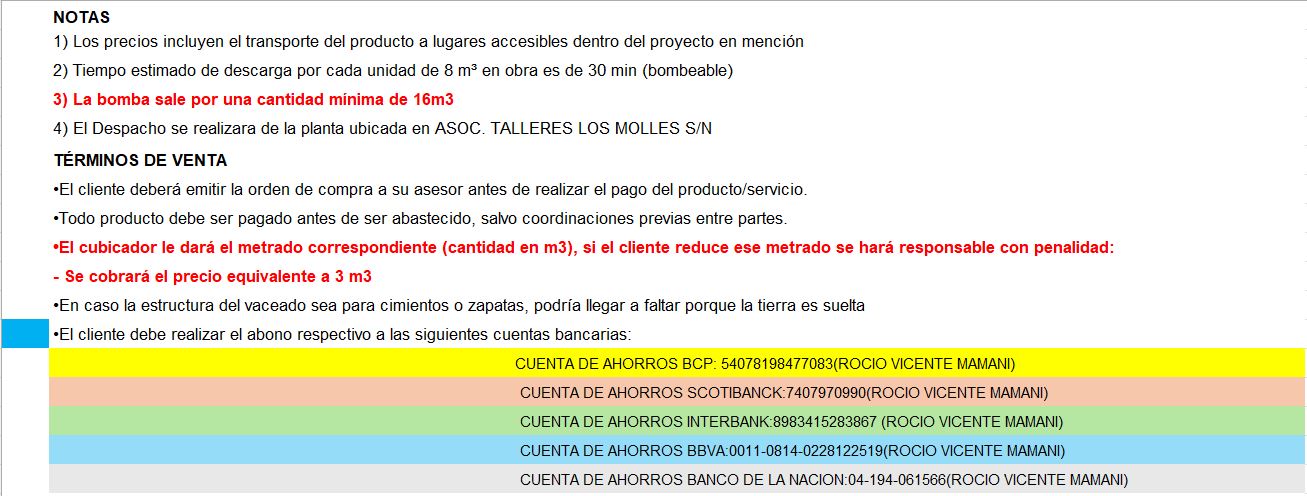 NOTAS
1) Los precios incluyen el transporte del producto a lugares accesibles dentro del proyecto en mención
2) Tiempo estimado de descarga por cada unidad de 8 m³ en obra es de 30 min (bombeable)
3) La bomba sale por una cantidad mínima de 16m3
4) El Despacho se realizara de la planta ubicada en ASOC. TALLERES LOS MOLLES S/N
TÉRMINOS DE VENTA
•El cliente deberá emitir la orden de compra a su asesor antes de realizar el pago del producto/servicio.
•Todo producto debe ser pagado antes de ser abastecido, salvo coordinaciones previas entre partes.
•El cubicador le dará el metrado correspondiente (cantidad en m3), si el cliente reduce ese metrado se hará responsable con penalidad:
- Se cobrará el precio equivalente a 3 m3
•En caso la estructura del vaceado sea para cimientos o zapatas, podría llegar a faltar porque la tierra es suelta
•El cliente debe realizar el abono respectivo a las siguientes cuentas bancarias:
CUENTA DE AHORROS BCP: 54078198477083(ROCIO VICENTE MAMANI)
CUENTA DE AHORROS SCOTIBANCK:7407970990(ROCIO VICENTE MAMANI)
CUENTA DE AHORROS INTERBANK:8983415283867 (ROCIO VICENTE MAMANI)
CUENTA DE AHORROS BBVA:0011-0814-0228122519(ROCIO VICENTE MAMANI)
CUENTA DE AHORROS BANCO DE LA NACION:04-194-061566(ROCIO VICENTE MAMANI)